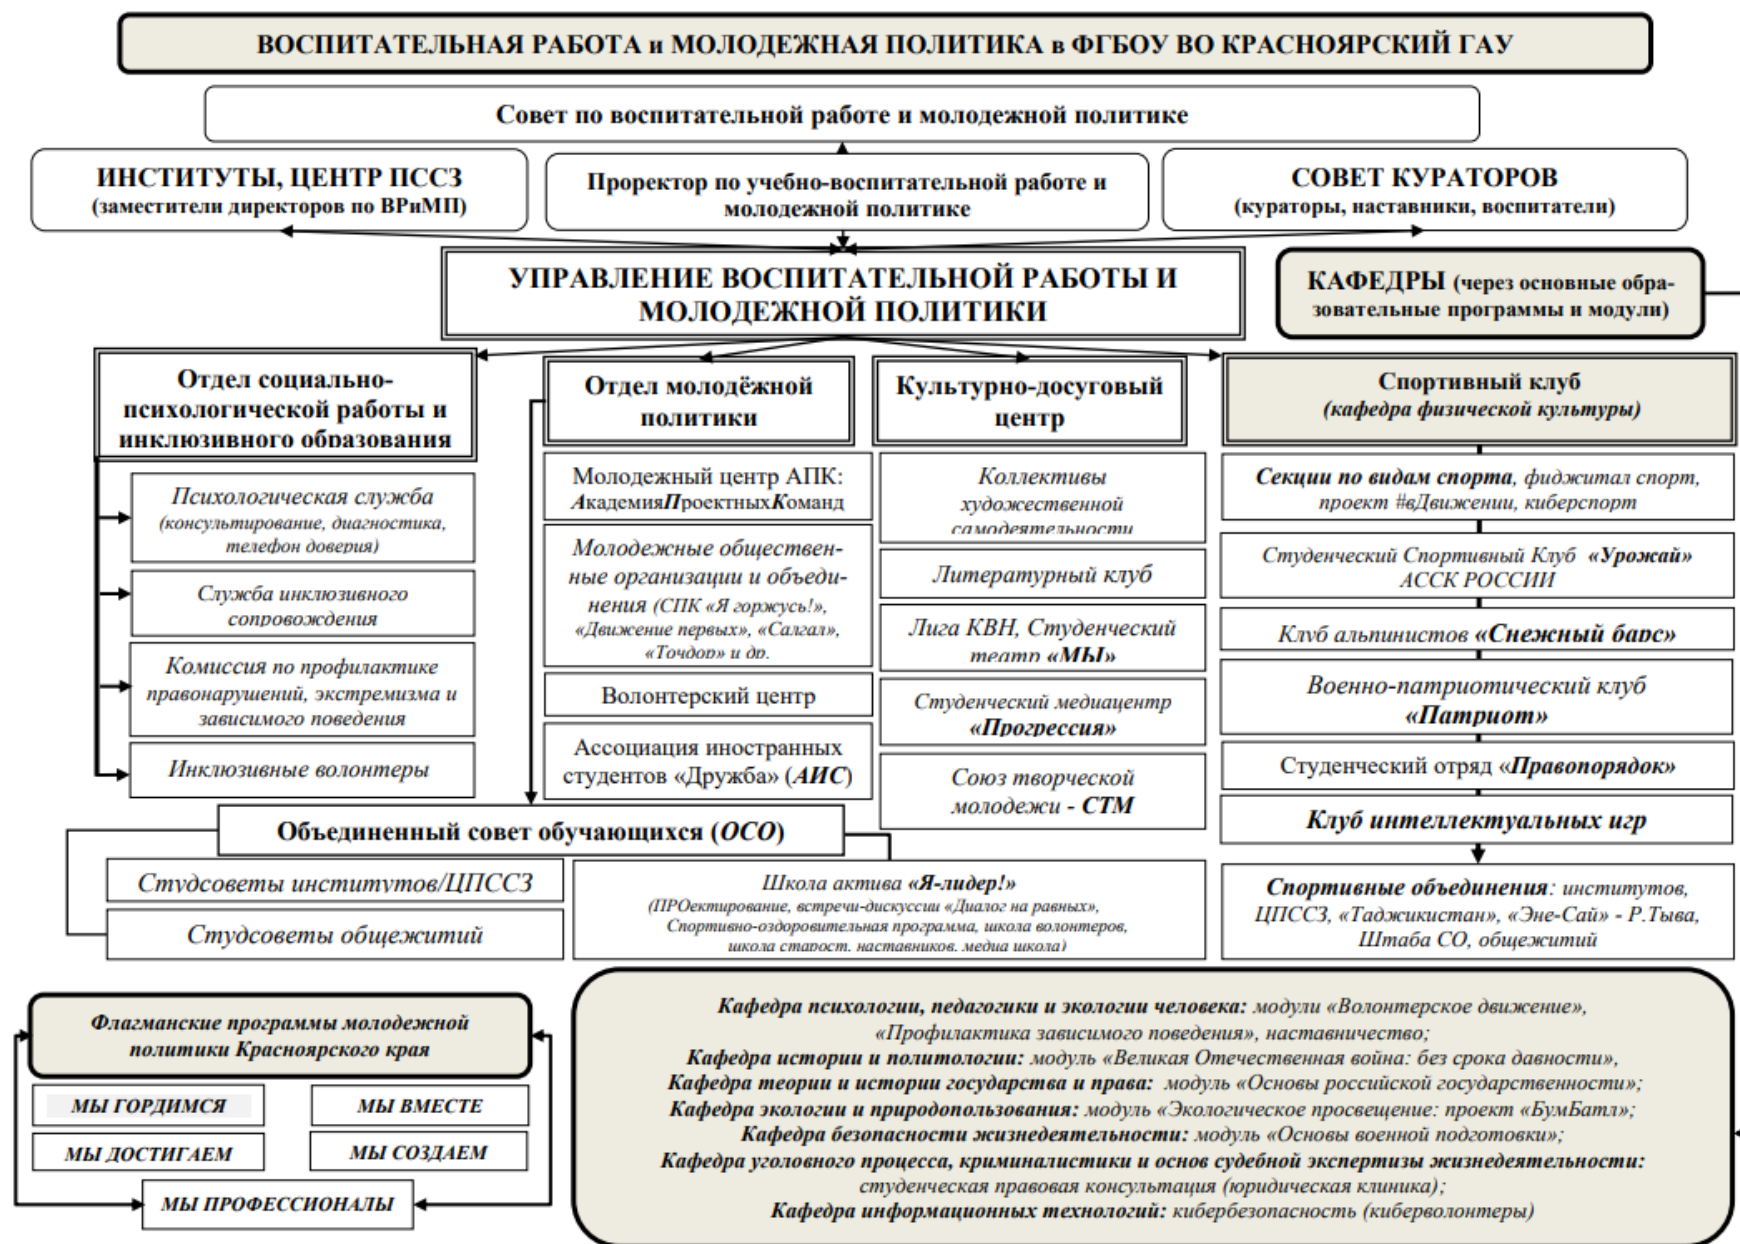 ВОСПИТАТЕЛЬНАЯ РАБОТА и МОЛОДЕЖНАЯ ПОЛИТИКА в ФГБОУ ВО КРАСНОЯРСКИЙ ГАУ
Совет по воспитательной работе и молодежной политике
ИНСТИТУТЫ, ЦЕНТР ПССЗ
(заместители директоров по ВРиМП)
Проректор по учебно-воспитательной работе и
молодежной политике
СОВЕТ КУРАТОРОВ
(кураторы, наставники, воспитатели)
УПРАВЛЕНИЕ ВОСПИТАТЕЛЬНОЙ РАБОТЫ И
МОЛОДЕЖНОЙ ПОЛИТИКИ
КАФЕДРЫ (через основные обра-
зовательные программы и модули)
Отдел социально-
психологической работы и
инклюзивного образования
Психологическая служба
(консультирование, диагностика,
телефон доверия)
Служба инклюзивного
сопровождения
Комиссия по профилактике
правонарушений, экстремизма и
зависимого поведения
Инклюзивные волонтеры
Отдел молодёжной
политики
Молодежный центр АПК:
АкадемияПроектныхКоманд
Молодежные обществен-
ные организации и объеди-
нения (СПК «Я горжусь!»,
«Движение первых», «Салгал»,
«Точдор» и др.
Волонтерский центр
Ассоциация иностранных
студентов «Дружба» (АИС)
Культурно-досуговый
центр
Коллективы
художественной
самодеятельности
Литературный клуб
Лига КВН, Студенческий
театр «МЫ»
Студенческий медиацентр
«Прогрессия»
Союз творческой
молодежи - СТМ
Спортивный клуб
(кафедра физической культуры)
Секции по видам спорта, фиджитал спорт,
проект #вДвижении, киберспорт
Студенческий Спортивный Клуб «Урожай»
АССК РОССИИ
Клуб альпинистов «Снежный барс»
Военно-патриотический клуб
«Патриот»
Студенческий отряд «Правопорядок»
Клуб интеллектуальных игр
Спортивные объединения: институтов,
ЦПССЗ, «Таджикистан», «Эне-Сай» - Р.Тыва,
Штаба СО, общежитий
Объединенный совет обучающихся (ОСО)
Студсоветы институтов/ЦПССЗ
Студсоветы общежитий
Школа актива «Я-лидер!»
(ПРОектирование, встречи-дискуссии «Диалог на равных»,
Спортивно-оздоровительная программа, школа волонтеров,
школа старост, наставников, медиа школа)
Флагманские программы молодежной
политики Красноярского края
МЫ ГОРДИМСЯ
МЫ ВМЕСТЕ
МЫ ДОСТИГАЕМ
МЫ СОЗДАЕМ
МЫ ПРОФЕССИОНАЛЫ
Кафедра психологии, педагогики и экологии человека: модули «Волонтерское движение»,
«Профилактика зависимого поведения», наставничество;
Кафедра истории и политологии: модуль «Великая Отечественная война: без срока давности»,
Кафедра теории и истории государства и права: модуль «Основы российской государственности»;
Кафедра экологии и природопользования: модуль «Экологическое просвещение: проект «БумБатл»;
Кафедра безопасности жизнедеятельности: модуль «Основы военной подготовки»;
Кафедра уголовного процесса, криминалистики и основ судебной экспертизы жизнедеятельности:
студенческая правовая консультация (юридическая клиника);
Кафедра информационных технологий: кибербезопасность (киберволонтеры)